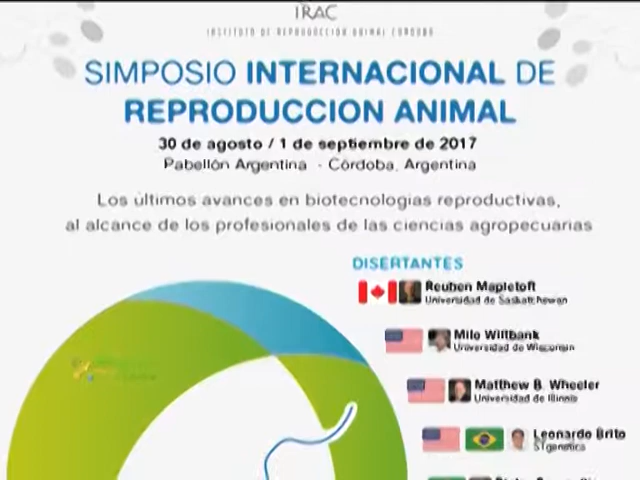 IRAC
INSTITUTO DE REPRODUCCION ANIMAL CORDOBA
SIMPOSIO INTERNACIONAL DE
REPRODUCCION ANIMAL
30 de agosto / 1 de septiembre de 2017
Pabellón Argentina - Córdoba, Argentina
Los últimos avances en biotecnologías reproductivas,
al alcance de los profesionales de las ciencias agropecuarias
DISERTANTES
Reuben Mapletoft
Universidad de Saskatchewan
Milo Wiltbank
Universidad de Wisconsin
Matthew B. Wheeler
Universidad de Illinois
Leonardo Brito
STgenetics